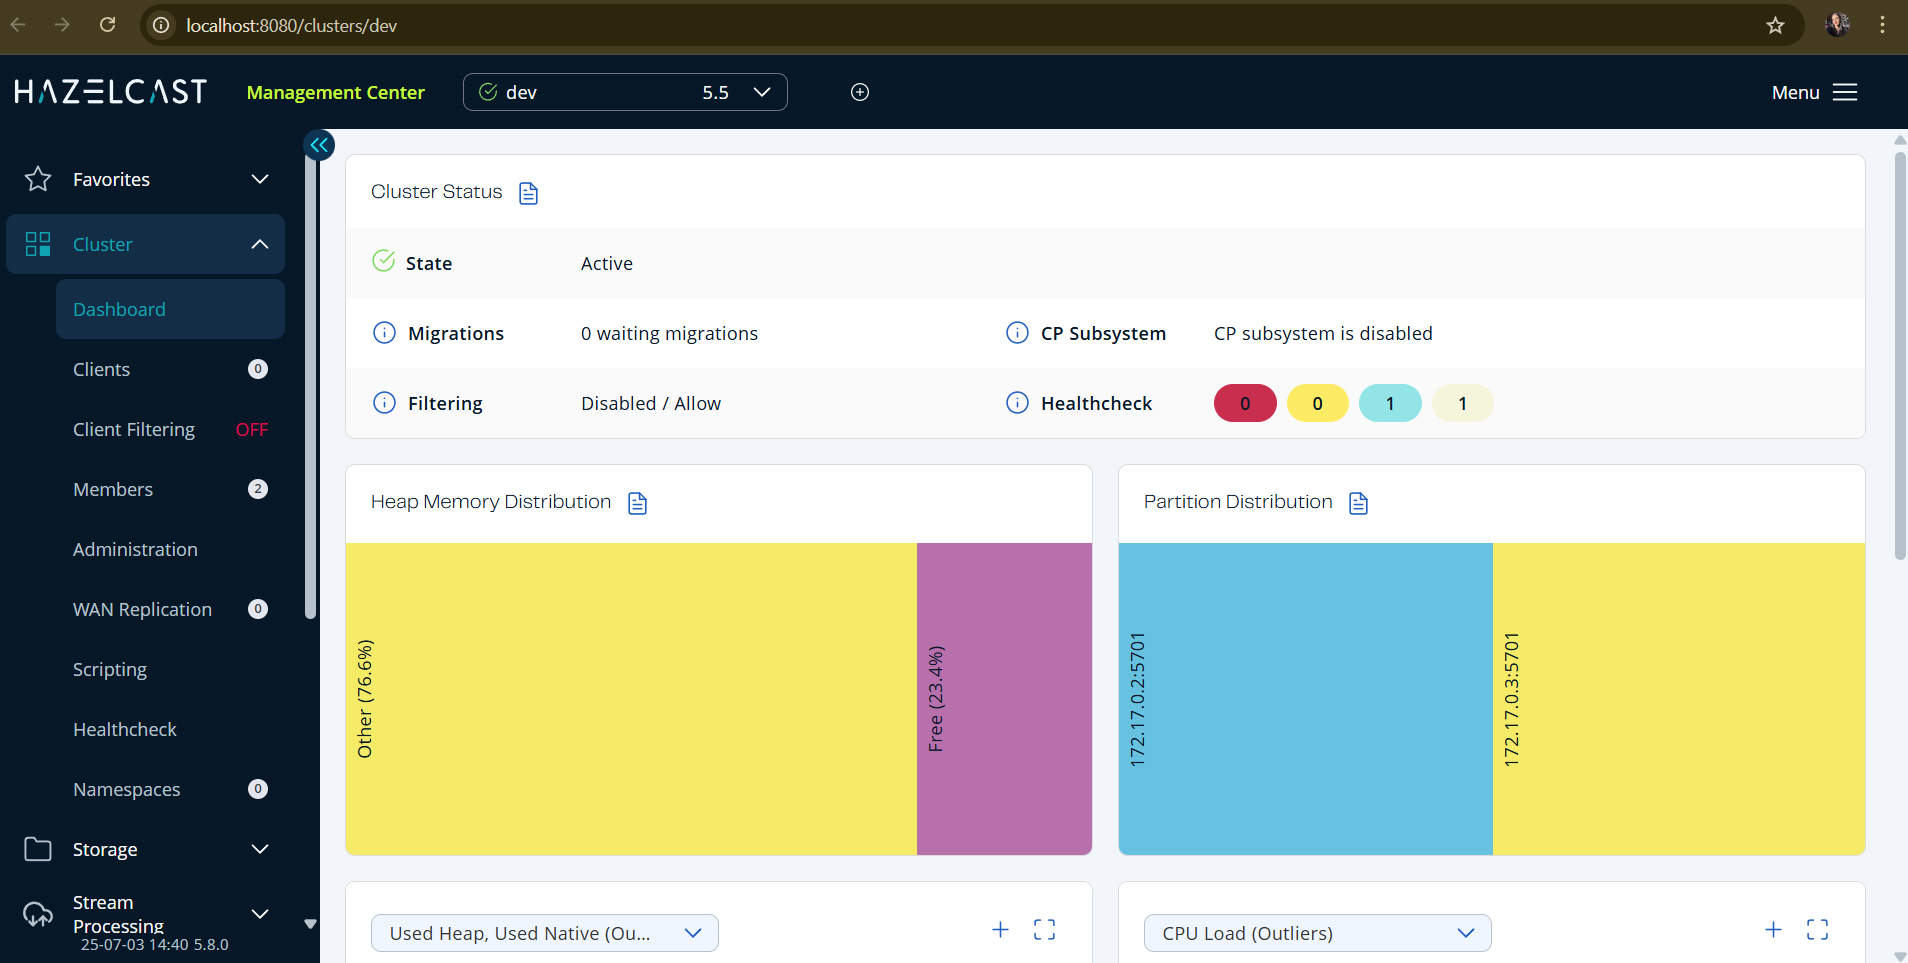 localhost:8080/clusters/dev
HAZELCAST
Management Center
dev 5.5
Menu
Favorites
Cluster
Dashboard
Clients 0
Client Filtering OFF
Members 2
Administration
WAN Replication 0
Scripting
Healthcheck
Namespaces 0
Storage
Stream
Processing
25-07-03 14:40 5.8.0
Cluster Status
State Active
Migrations 0 waiting migrations
CP Subsystem CP subsystem is disabled
Filtering Disabled / Allow
Healthcheck 0 0 1 1
Heap Memory Distribution
Other (76.6%)
Free (23.4%)
Partition Distribution
172.17.0.2:5701
172.17.0.3:5701
Used Heap, Used Native (Ou...
CPU Load (Outliers)